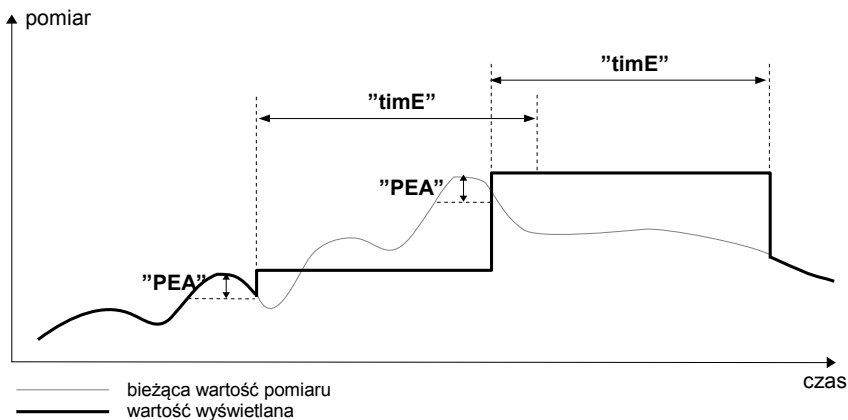 pomiar
”timE”
”timE”
”PEA”
”PEA”
czas
bieżąca wartość pomiaru
wartość wyświetlana